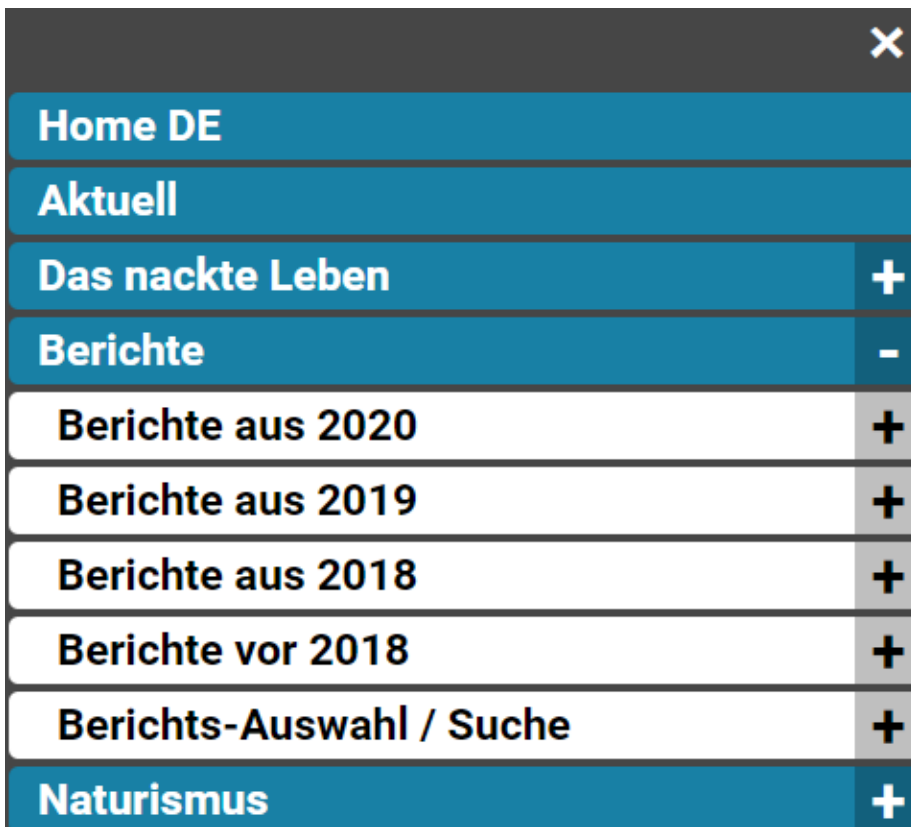 ×
Home DE
Aktuell
Das nackte Leben +
Berichte -
Berichte aus 2020 +
Berichte aus 2019 +
Berichte aus 2018 +
Berichte vor 2018 +
Berichts-Auswahl / Suche +
Naturismus +